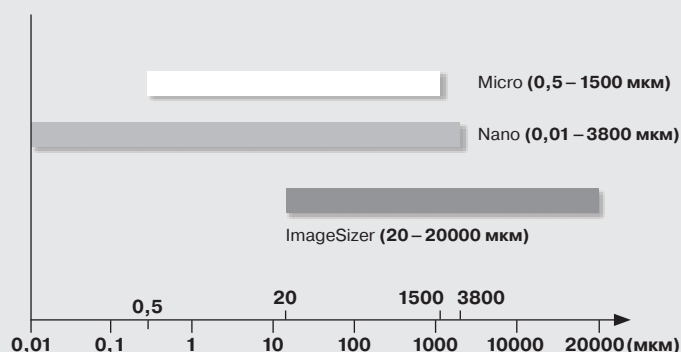 Micro (0,5 – 1500 мкм)
Nano (0,01 – 3800 мкм)
ImageSizer (20 – 20000 мкм)
0,5 20 1500 3800
0,01 0,1 1 10 100 1000 10000 20000 (мкм)